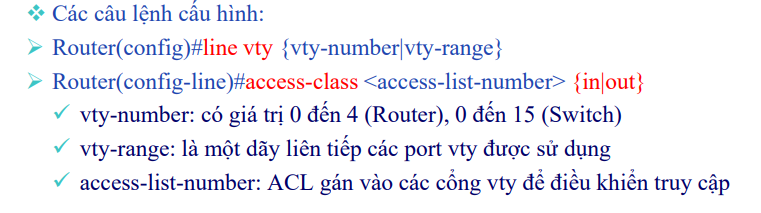 ❖ Các câu lệnh cấu hình:
➢ Router(config)#line vty {vty-number|vty-range}
➢ Router(config-line)#access-class <access-list-number> {in|out}
✓ vty-number: có giá trị 0 đến 4 (Router), 0 đến 15 (Switch)
✓ vty-range: là một dãy liên tiếp các port vty được sử dụng
✓ access-list-number: ACL gán vào các cổng vty để điều khiển truy cập